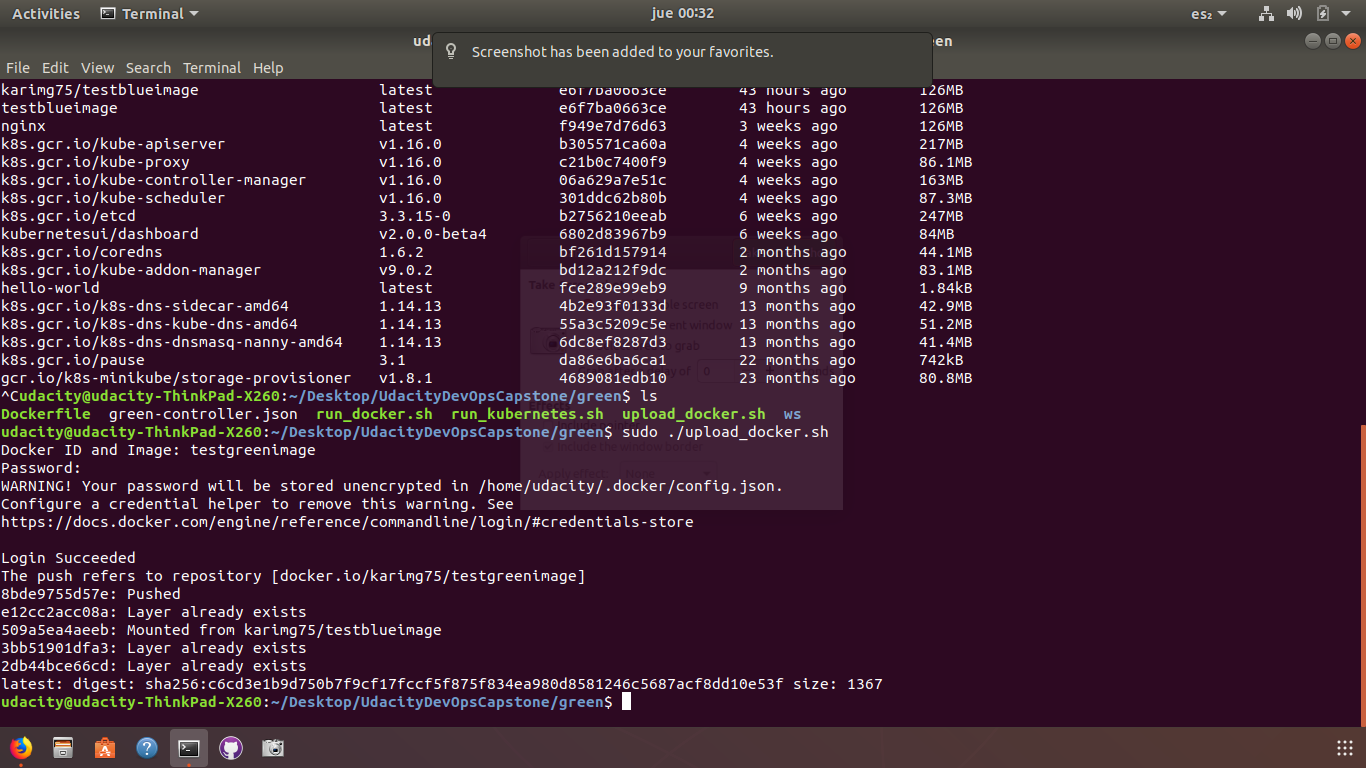 Activities Terminal jue 00:32 es₂
Screenshot has been added to your favorites.
File Edit View Search Terminal Help
karimg75/testblueimage latest e6f7ba0663ce 43 hours ago 126MB
testblueimage latest e6f7ba0663ce 43 hours ago 126MB
nginx latest f949e7d76d63 3 weeks ago 126MB
k8s.gcr.io/kube-apiserver v1.16.0 b305571ca60a 4 weeks ago 217MB
k8s.gcr.io/kube-proxy v1.16.0 c21b0c7400f9 4 weeks ago 86.1MB
k8s.gcr.io/kube-controller-manager v1.16.0 06a629a7e51c 4 weeks ago 163MB
k8s.gcr.io/kube-scheduler v1.16.0 301ddc62b80b 4 weeks ago 87.3MB
k8s.gcr.io/etcd 3.3.15-0 b2756210eeab 6 weeks ago 247MB
kubernetesui/dashboard v2.0.0-beta4 6802d83967b9 6 weeks ago 84MB
k8s.gcr.io/coredns 1.6.2 bf261d157914 2 months ago 44.1MB
k8s.gcr.io/kube-addon-manager v9.0.2 bd12a212f9dc 2 months ago 83.1MB
hello-world latest fce289e99eb9 9 months ago 1.84kB
k8s.gcr.io/k8s-dns-sidecar-amd64 1.14.13 4b2e93f0133d 13 months ago 42.9MB
k8s.gcr.io/k8s-dns-kube-dns-amd64 1.14.13 55a3c5209c5e 13 months ago 51.2MB
k8s.gcr.io/k8s-dns-dnsmasq-nanny-amd64 1.14.13 6dc8ef8287d3 13 months ago 41.4MB
k8s.gcr.io/pause 3.1 da86e6ba6ca1 22 months ago 742kB
gcr.io/k8s-minikube/storage-provisioner v1.8.1 4689081edb10 23 months ago 80.8MB
^Cudacity@udacity-ThinkPad-X260:~/Desktop/UdacityDevOpsCapstone/green$ ls
Dockerfile green-controller.json run_docker.sh run_kubernetes.sh upload_docker.sh ws
udacity@udacity-ThinkPad-X260:~/Desktop/UdacityDevOpsCapstone/green$ sudo ./upload_docker.sh
Docker ID and Image: testgreenimage
Password:
WARNING! Your password will be stored unencrypted in /home/udacity/.docker/config.json.
Configure a credential helper to remove this warning. See
https://docs.docker.com/engine/reference/commandline/login/#credentials-store
Login Succeeded
The push refers to repository [docker.io/karimg75/testgreenimage]
8bde9755d57e: Pushed
e12cc2acc08a: Layer already exists
509a5ea4aeeb: Mounted from karimg75/testblueimage
3bb51901dfa3: Layer already exists
2db44bce66cd: Layer already exists
latest: digest: sha256:c6cd3e1b9d750b7f9cf17fccf5f875f834ea980d8581246c5687acf8dd10e53f size: 1367
udacity@udacity-ThinkPad-X260:~/Desktop/UdacityDevOpsCapstone/green$